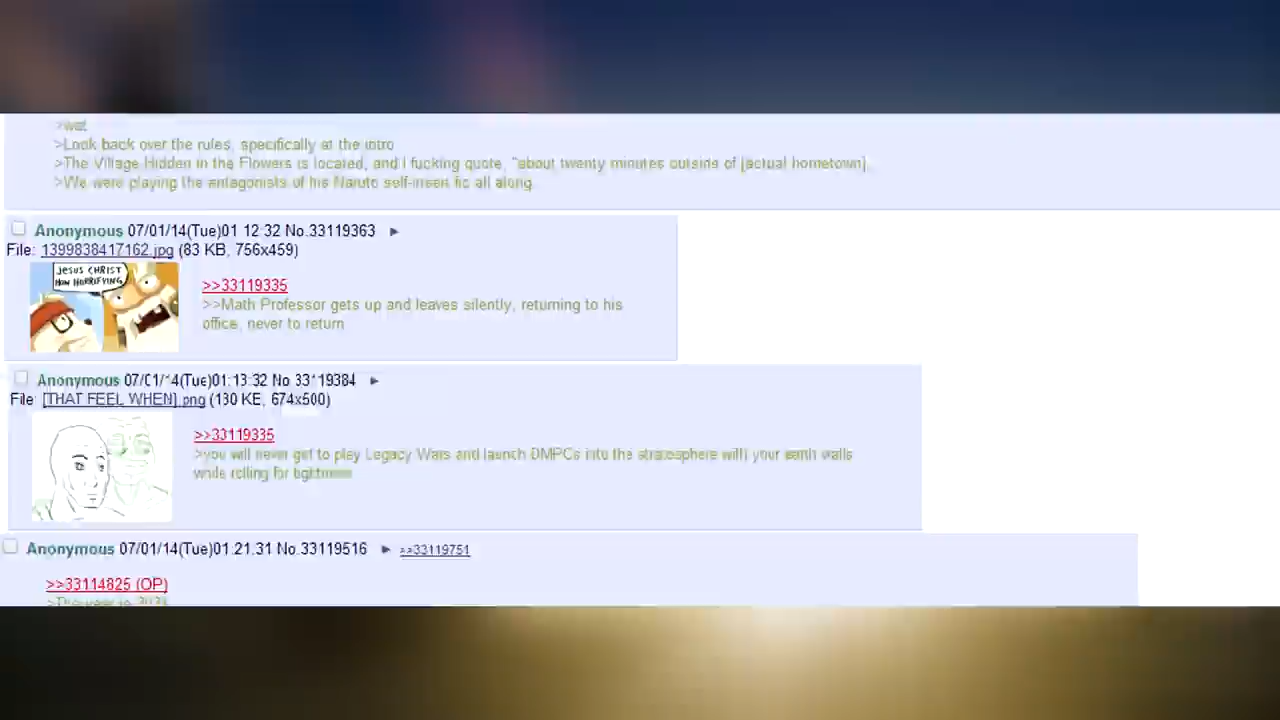 >wat
>Look back over the rules, specifically at the intro
>The Village Hidden in the Flowers is located, and I fucking quote, "about twenty minutes outside of [actual hometown].
>We were playing the antagonists of his Naruto self-insert fic all along
Anonymous 07/01/14(Tue)01 12:32 No.33119363 ▶
File: 1399838417162.jpg (83 KB, 756x459)
JESUS CHRIST
HOW HORRIFYING
>>33119335
>>Math Professor gets up and leaves silently, returning to his
office, never to return
Anonymous 07/01/14(Tue)01:13:32 No 33119384 ▶
File: [THAT FEEL WHEN].png (130 KB, 674x500)
>>33119335
>you will never get to play Legacy Wars and launch DMPCs into the stratosphere with your earth walls
while rolling for tightness
Anonymous 07/01/14(Tue)01:21:31 No.33119516 ▶ >>33119751
>>33114825 (OP)
>The year is